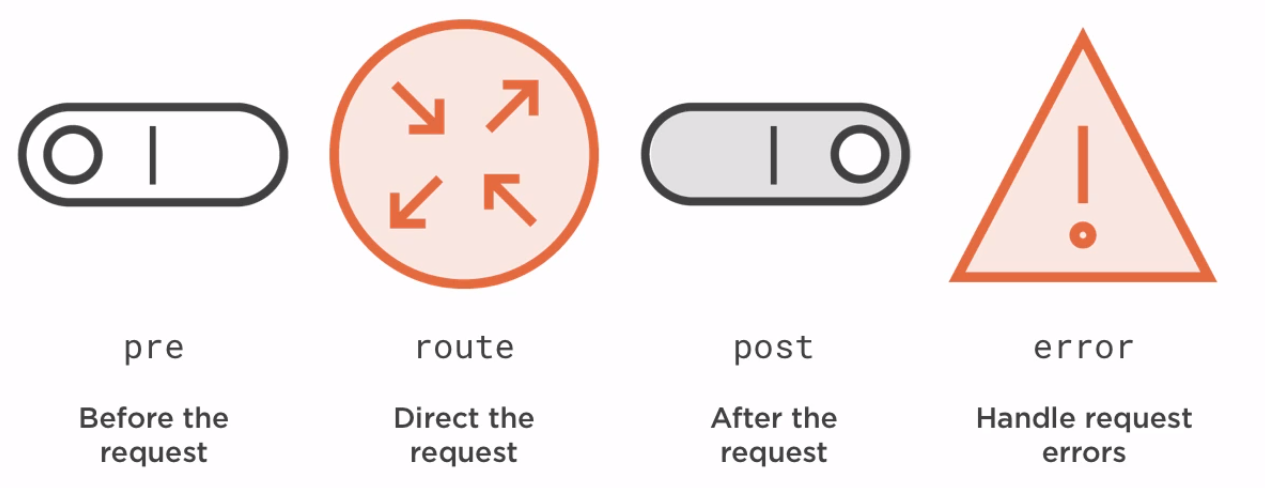 pre
Before the
request
route
Direct the
request
post
After the
request
error
Handle request
errors